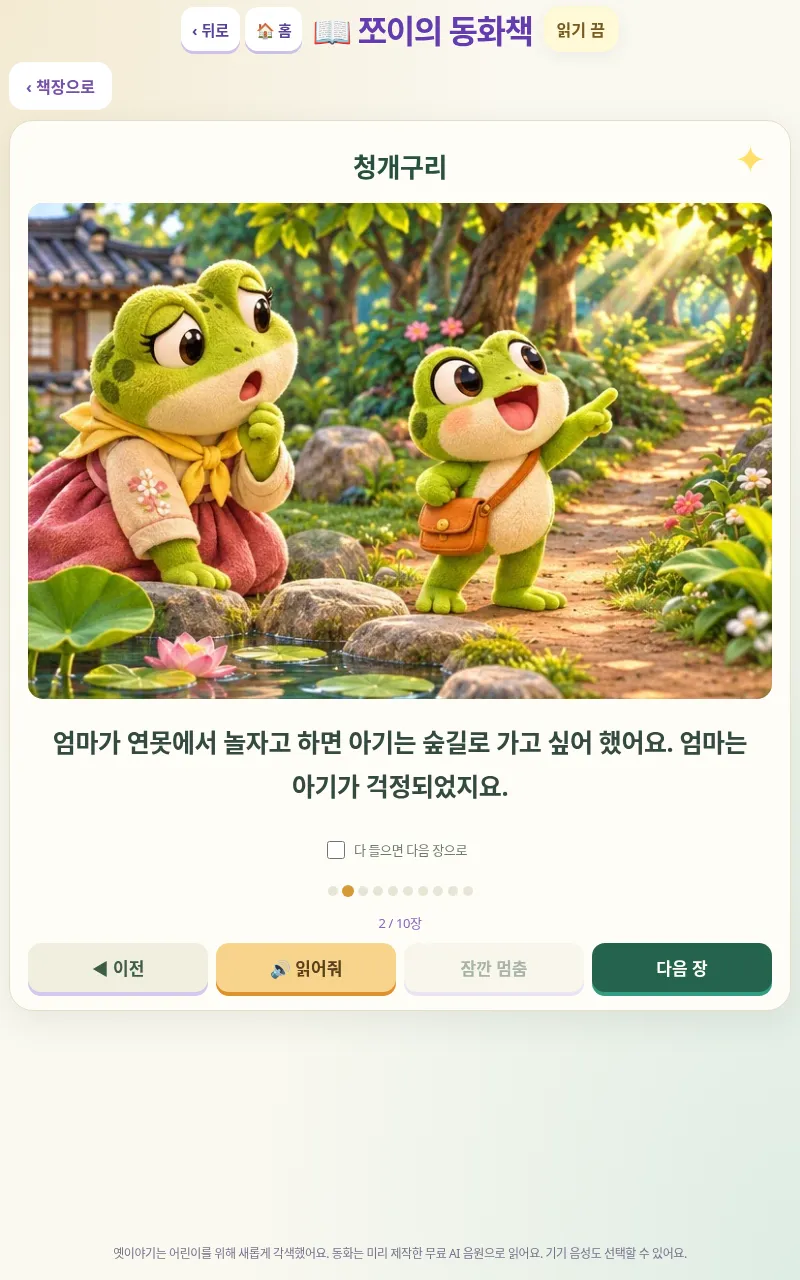 ‹ 뒤로
🏠 홈
📖 쪼이의 동화책
읽기 끔
‹ 책장으로
청개구리
엄마가 연못에서 놀자고 하면 아기는 숲길로 가고 싶어 했어요. 엄마는
아기가 걱정되었지요.
다 들으면 다음 장으로
2 / 10장
◀ 이전
🔊 읽어줘
잠깐 멈춤
다음 장
옛이야기는 어린이를 위해 새롭게 각색했어요. 동화는 미리 제작한 무료 AI 음원으로 읽어요. 기기 음성도 선택할 수 있어요.